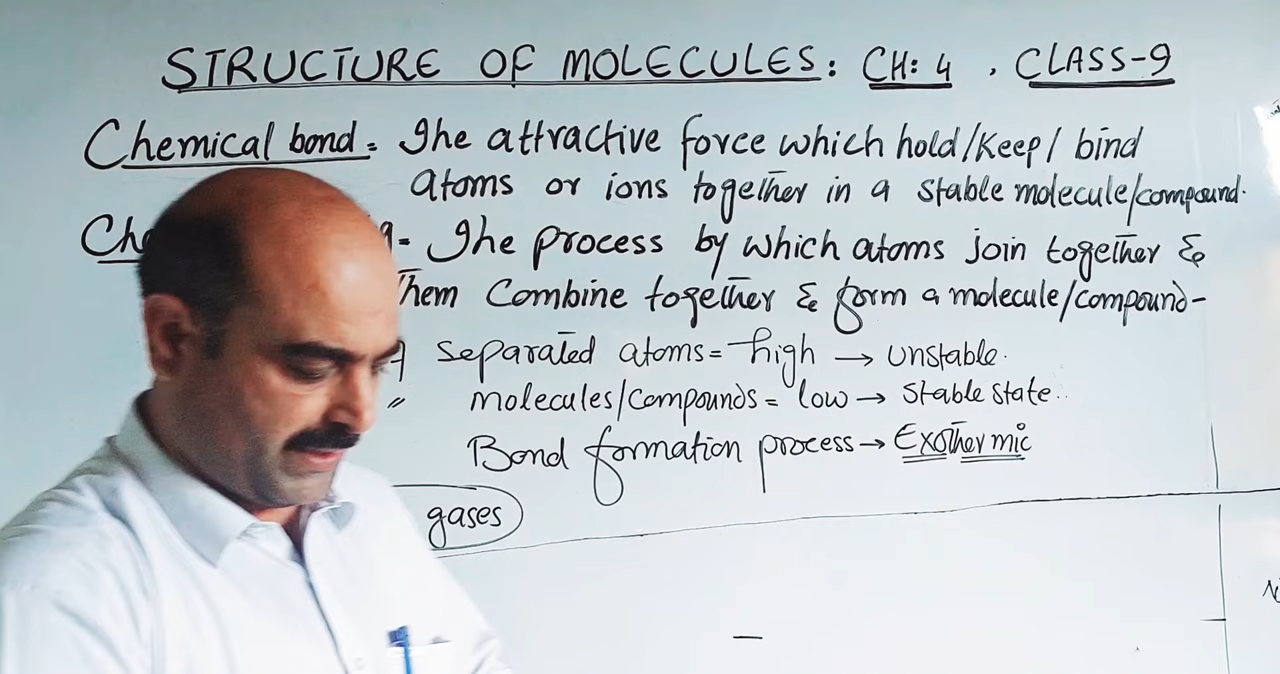 STRUCTURE OF MOLECULES: CH: 4 , CLASS-9
Chemical bond = The attractive force which hold/Keep/ bind
atoms or ions together in a stable molecule/compound.
= The process by which atoms join together &
them Combine together & form a molecule/compound-
separated atoms = high → unstable.
" molecules/compounds = low → Stable state..
Bond formation process → Exothermic
gases